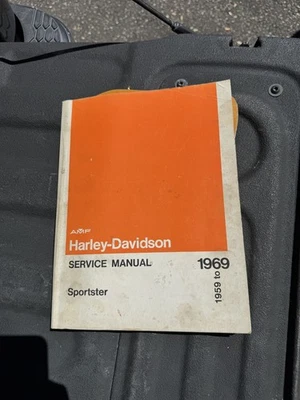 AMF
Harley-Davidson
SERVICE MANUAL
Sportster
1959 to 1969